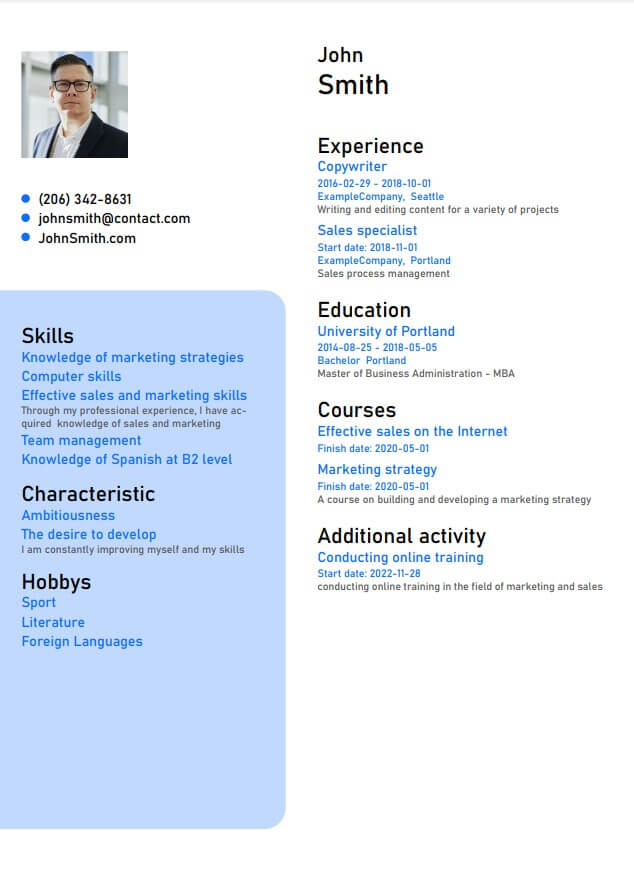 John
Smith
(206) 342-8631
johnsmith@contact.com
JohnSmith.com
Skills
Knowledge of marketing strategies
Computer skills
Effective sales and marketing skills
Through my professional experience, I have ac-
quired knowledge of sales and marketing
Team management
Knowledge of Spanish at B2 level
Characteristic
Ambitiousness
The desire to develop
I am constantly improving myself and my skills
Hobbys
Sport
Literature
Foreign Languages
Experience
Copywriter
2016-02-29 - 2018-10-01
ExampleCompany, Seattle
Writing and editing content for a variety of projects
Sales specialist
Start date: 2018-11-01
ExampleCompany, Portland
Sales process management
Education
University of Portland
2014-08-25 - 2018-05-05
Bachelor Portland
Master of Business Administration - MBA
Courses
Effective sales on the Internet
Finish date: 2020-05-01
Marketing strategy
Finish date: 2020-05-01
A course on building and developing a marketing strategy
Additional activity
Conducting online training
Start date: 2022-11-28
conducting online training in the field of marketing and sales